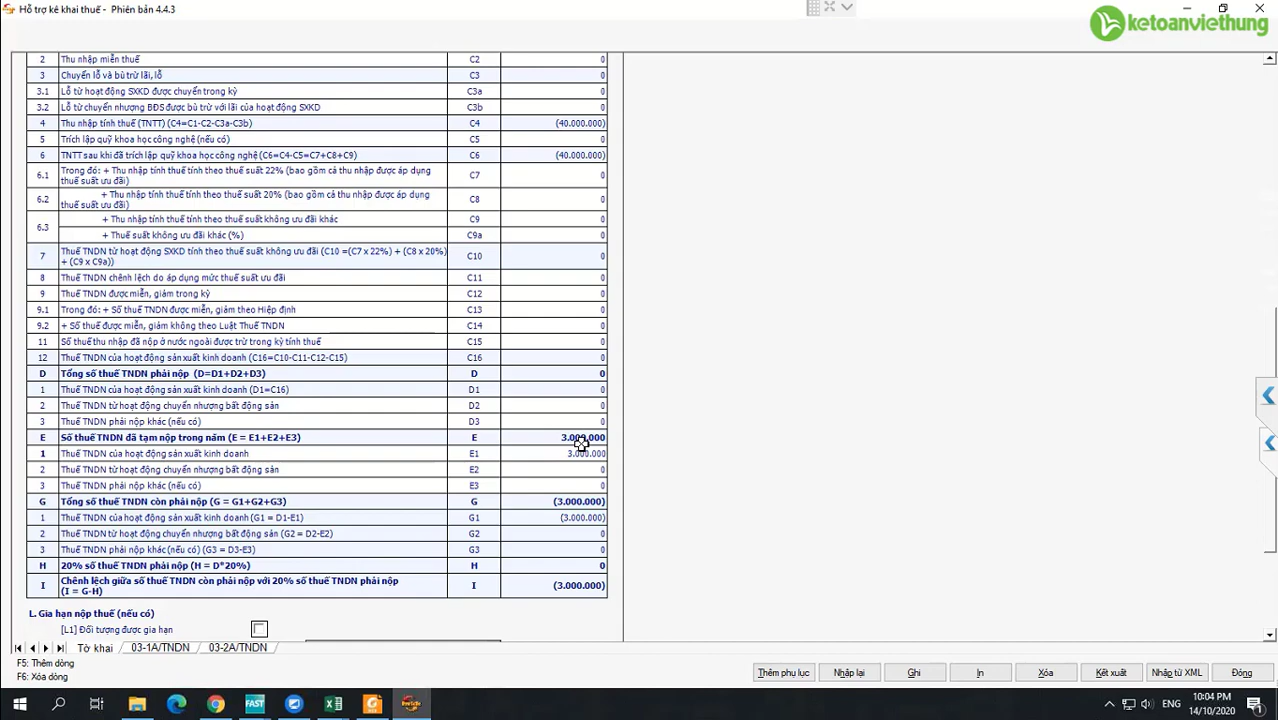 Hỗ trợ kê khai thuế - Phiên bản 4.4.3
ketoanviethung
2 Thu nhập miễn thuế C2 0
3 Chuyển lỗ và bù trừ lãi, lỗ C3 0
3.1 Lỗ từ hoạt động SXKD được chuyển trong kỳ C3a 0
3.2 Lỗ từ chuyển nhượng BĐS được bù trừ với lãi của hoạt động SXKD C3b 0
4 Thu nhập tính thuế (TNTT) (C4=C1-C2-C3a-C3b) C4 (40.000.000)
5 Trích lập quỹ khoa học công nghệ (nếu có) C5 0
6 TNTT sau khi đã trích lập quỹ khoa học công nghệ (C6=C4-C5=C7+C8+C9) C6 (40.000.000)
6.1 Trong đó: + Thu nhập tính thuế tính theo thuế suất 22% (bao gồm cả thu nhập được áp dụng
thuế suất ưu đãi) C7 0
6.2 + Thu nhập tính thuế tính theo thuế suất 20% (bao gồm cả thu nhập được áp dụng
thuế suất ưu đãi) C8 0
6.3 + Thu nhập tính thuế tính theo thuế suất không ưu đãi khác C9 0
+ Thuế suất không ưu đãi khác (%) C9a 0
7 Thuế TNDN từ hoạt động SXKD tính theo thuế suất không ưu đãi (C10 =(C7 x 22%) + (C8 x 20%)
+ (C9 x C9a)) C10 0
8 Thuế TNDN chênh lệch do áp dụng mức thuế suất ưu đãi C11 0
9 Thuế TNDN được miễn, giảm trong kỳ C12 0
9.1 Trong đó: + Số thuế TNDN được miễn, giảm theo Hiệp định C13 0
9.2 + Số thuế được miễn, giảm không theo Luật Thuế TNDN C14 0
11 Số thuế thu nhập đã nộp ở nước ngoài được trừ trong kỳ tính thuế C15 0
12 Thuế TNDN của hoạt động sản xuất kinh doanh (C16=C10-C11-C12-C15) C16 0
D Tổng số thuế TNDN phải nộp (D=D1+D2+D3) D 0
1 Thuế TNDN của hoạt động sản xuất kinh doanh (D1=C16) D1 0
2 Thuế TNDN từ hoạt động chuyển nhượng bất động sản D2 0
3 Thuế TNDN phải nộp khác (nếu có) D3 0
E Số thuế TNDN đã tạm nộp trong năm (E = E1+E2+E3) E 3.000.000
1 Thuế TNDN của hoạt động sản xuất kinh doanh E1 3.000.000
2 Thuế TNDN từ hoạt động chuyển nhượng bất động sản E2 0
3 Thuế TNDN phải nộp khác (nếu có) E3 0
G Tổng số thuế TNDN còn phải nộp (G = G1+G2+G3) G (3.000.000)
1 Thuế TNDN của hoạt động sản xuất kinh doanh (G1 = D1-E1) G1 (3.000.000)
2 Thuế TNDN từ hoạt động chuyển nhượng bất động sản (G2 = D2-E2) G2 0
3 Thuế TNDN phải nộp khác (nếu có) (G3 = D3-E3) G3 0
H 20% số thuế TNDN phải nộp (H = D*20%) H 0
I Chênh lệch giữa số thuế TNDN còn phải nộp với 20% số thuế TNDN phải nộp
(I = G-H) I (3.000.000)
L. Gia hạn nộp thuế (nếu có)
[L1] Đối tượng được gia hạn
Tờ khai 03-1A/TNDN 03-2A/TNDN
F5: Thêm dòng
F6: Xóa dòng
Thêm phụ lục Nhập lại Ghi In Xóa Kết xuất Nhập từ XML Đóng
FAST
ENG 10:04 PM
14/10/2020